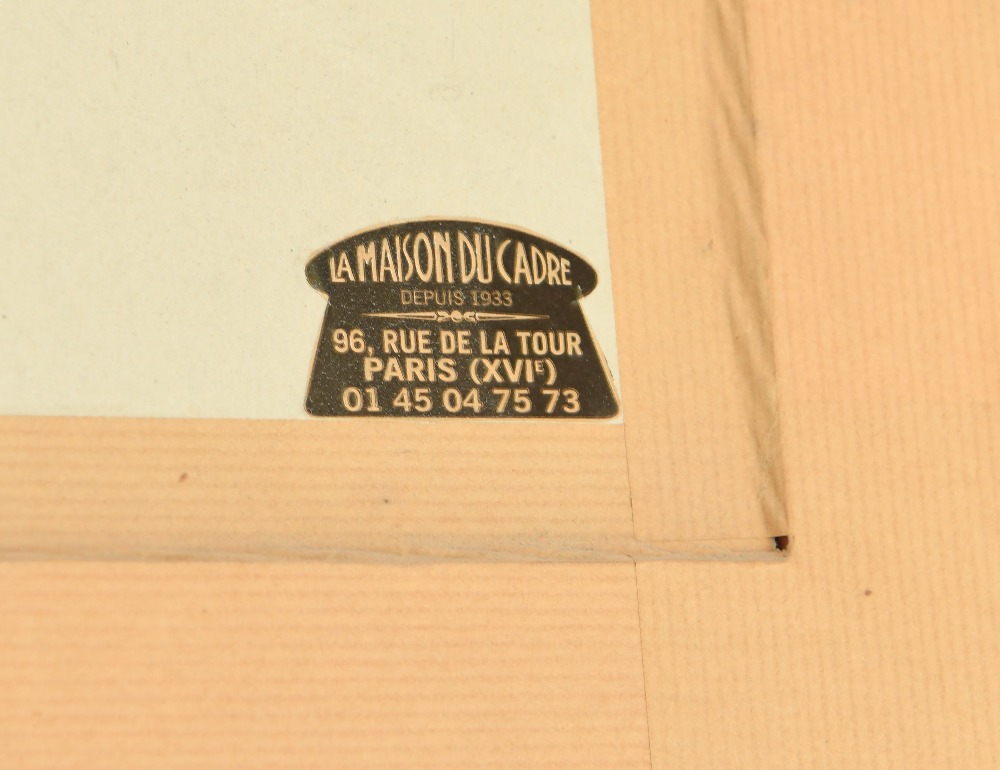 LA MAISON DU CADRE
DEPUIS 1933
96, RUE DE LA TOUR
PARIS (XVIᴱ)
01 45 04 75 73